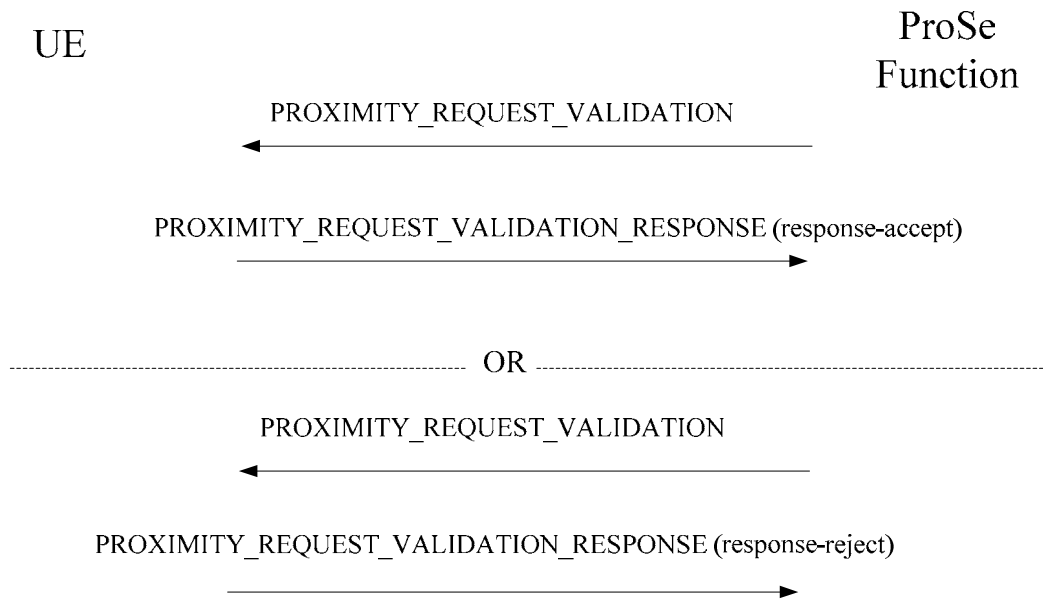 UE
ProSe
Function
PROXIMITY_REQUEST_VALIDATION
PROXIMITY_REQUEST_VALIDATION_RESPONSE (response-accept)
OR
PROXIMITY_REQUEST_VALIDATION
PROXIMITY_REQUEST_VALIDATION_RESPONSE (response-reject)